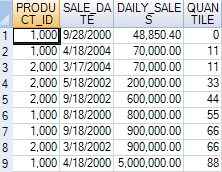 PRODUCT_ID SALE_DATE DAILY_SALES QUANTILE
1 1,000 9/28/2000 48,850.40 0
2 1,000 4/18/2004 70,000.00 11
3 2,000 3/17/2004 70,000.00 11
4 2,000 5/18/2002 200,000.00 33
5 2,000 9/18/2002 600,000.00 44
6 1,000 8/18/2000 800,000.00 55
7 1,000 9/18/2000 900,000.00 66
8 2,000 3/18/2002 900,000.00 66
9 1,000 4/18/2000 5,000,000.00 88